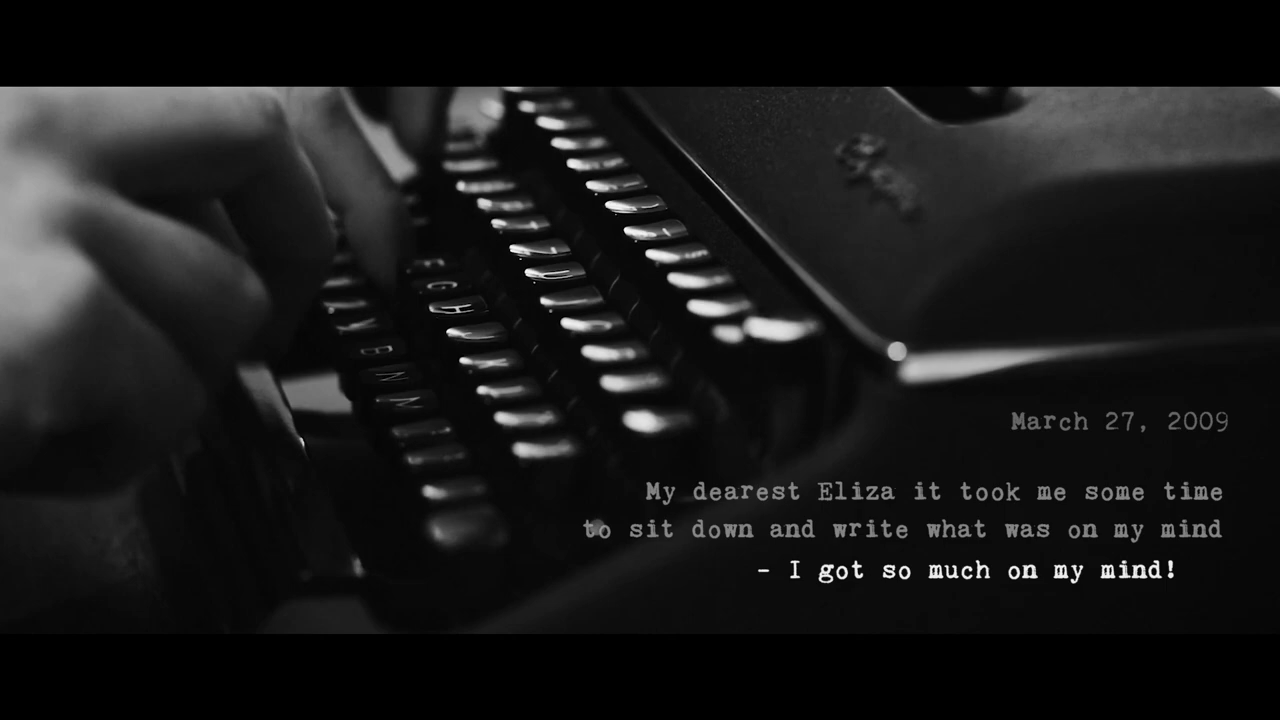 March 27, 2009
My dearest Eliza it took me some time
to sit down and write what was on my mind
- I got so much on my mind!